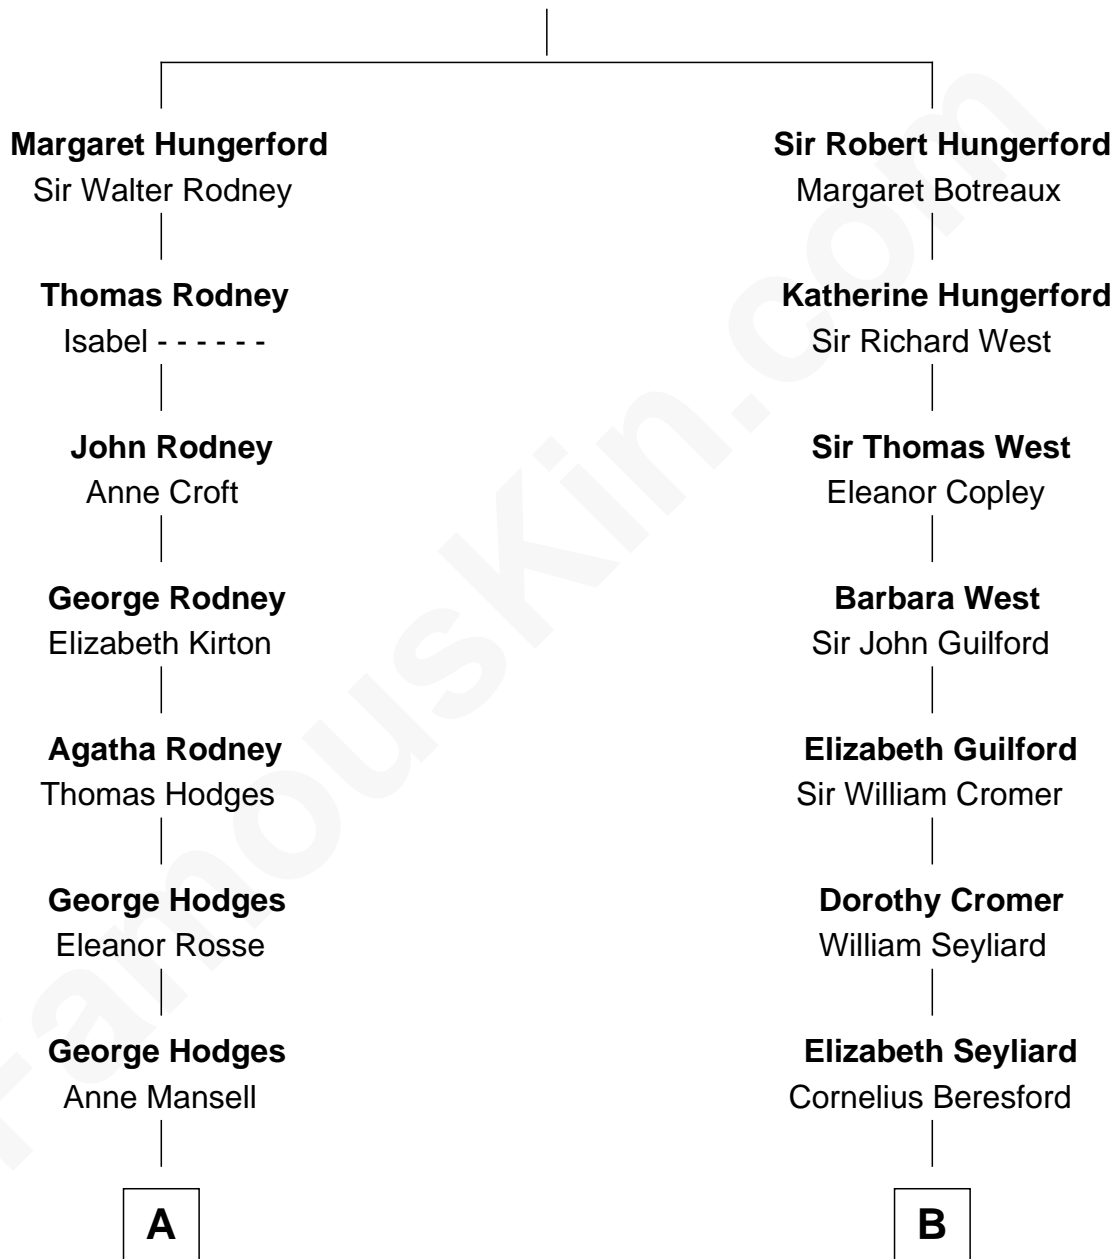 Margaret Hungerford
Sir Walter Rodney
Thomas Rodney
Isabel - - - - - -
John Rodney
Anne Croft
George Rodney
Elizabeth Kirton
Agatha Rodney
Thomas Hodges
George Hodges
Eleanor Rosse
George Hodges
Anne Mansell
A
Sir Robert Hungerford
Margaret Botreaux
Katherine Hungerford
Sir Richard West
Sir Thomas West
Eleanor Copley
Barbara West
Sir John Guilford
Elizabeth Guilford
Sir William Cromer
Dorothy Cromer
William Seyliard
Elizabeth Seyliard
Cornelius Beresford
B
FamousKin.com